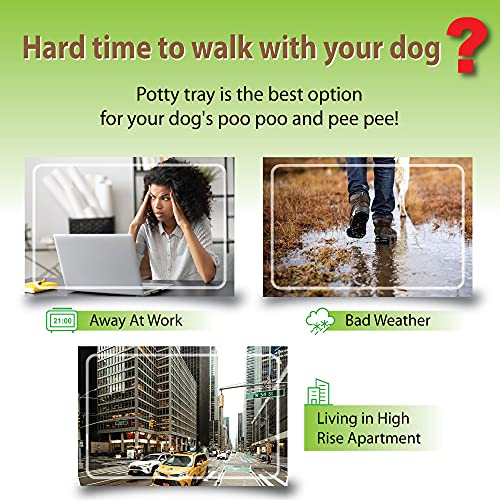 Hard time to walk with your dog ?
Potty tray is the best option
for your dog's poo poo and pee pee!
21:00
Away At Work
Bad Weather
Living in High
Rise Apartment